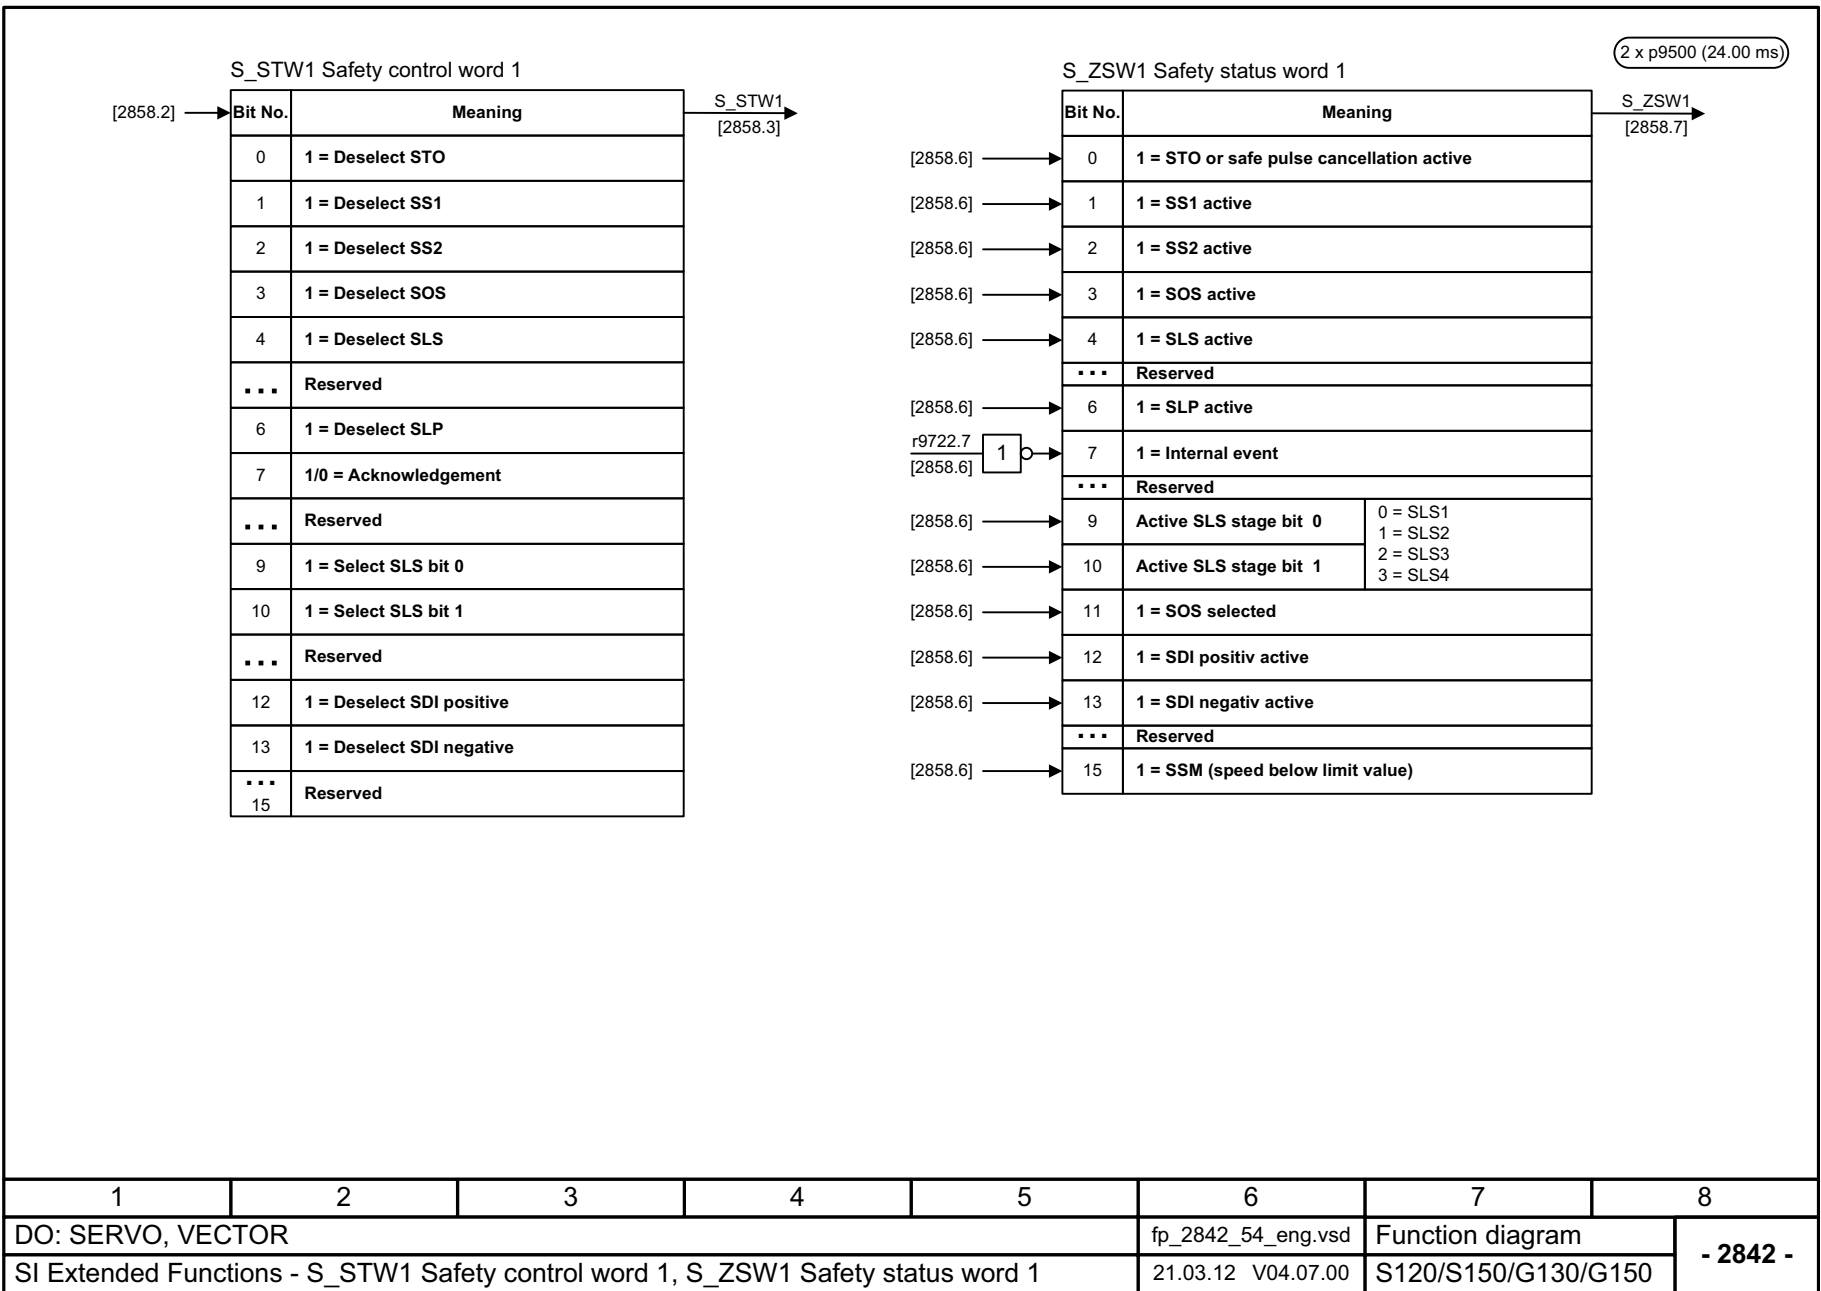 2 x p9500 (24.00 ms)
S_STW1 Safety control word 1
[2858.2]
Bit No. Meaning
S_STW1
[2858.3]
0 1 = Deselect STO
1 1 = Deselect SS1
2 1 = Deselect SS2
3 1 = Deselect SOS
4 1 = Deselect SLS
... Reserved
6 1 = Deselect SLP
7 1/0 = Acknowledgement
... Reserved
9 1 = Select SLS bit 0
10 1 = Select SLS bit 1
... Reserved
12 1 = Deselect SDI positive
13 1 = Deselect SDI negative
...
15 Reserved
S_ZSW1 Safety status word 1
Bit No. Meaning
S_ZSW1
[2858.7]
[2858.6] 0 1 = STO or safe pulse cancellation active
[2858.6] 1 1 = SS1 active
[2858.6] 2 1 = SS2 active
[2858.6] 3 1 = SOS active
[2858.6] 4 1 = SLS active
... Reserved
[2858.6] 6 1 = SLP active
r9722.7
[2858.6] 1 7 1 = Internal event
... Reserved
[2858.6] 9 Active SLS stage bit 0
[2858.6] 10 Active SLS stage bit 1
0 = SLS1
1 = SLS2
2 = SLS3
3 = SLS4
[2858.6] 11 1 = SOS selected
[2858.6] 12 1 = SDI positiv active
[2858.6] 13 1 = SDI negativ active
... Reserved
[2858.6] 15 1 = SSM (speed below limit value)
1 2 3 4 5 6 7 8
DO: SERVO, VECTOR fp_2842_54_eng.vsd Function diagram
- 2842 -
SI Extended Functions - S_STW1 Safety control word 1, S_ZSW1 Safety status word 1 21.03.12 V04.07.00 S120/S150/G130/G150